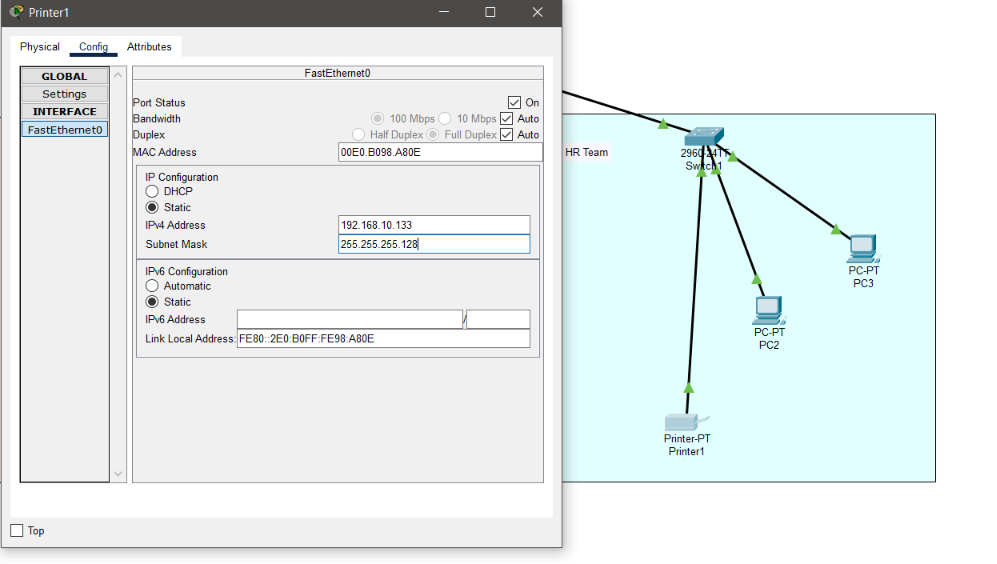 Printer1
Physical Config Attributes
GLOBAL
Settings
INTERFACE
FastEthernet0
FastEthernet0
Port Status On
Bandwidth 100 Mbps 10 Mbps Auto
Duplex Half Duplex Full Duplex Auto
MAC Address 00E0.B098.A80E
IP Configuration
DHCP
Static
IPv4 Address 192.168.10.133
Subnet Mask 255.255.255.128
IPv6 Configuration
Automatic
Static
IPv6 Address /
Link Local Address: FE80::2E0:B0FF:FE98:A80E
Top
HR Team
2960-24TT
Switch1
PC-PT
PC3
PC-PT
PC2
Printer-PT
Printer1